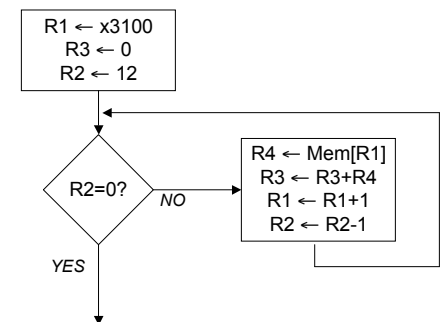 R1 ← x3100
R3 ← 0
R2 ← 12
R2=0?
NO
R4 ← Mem[R1]
R3 ← R3+R4
R1 ← R1+1
R2 ← R2-1
YES